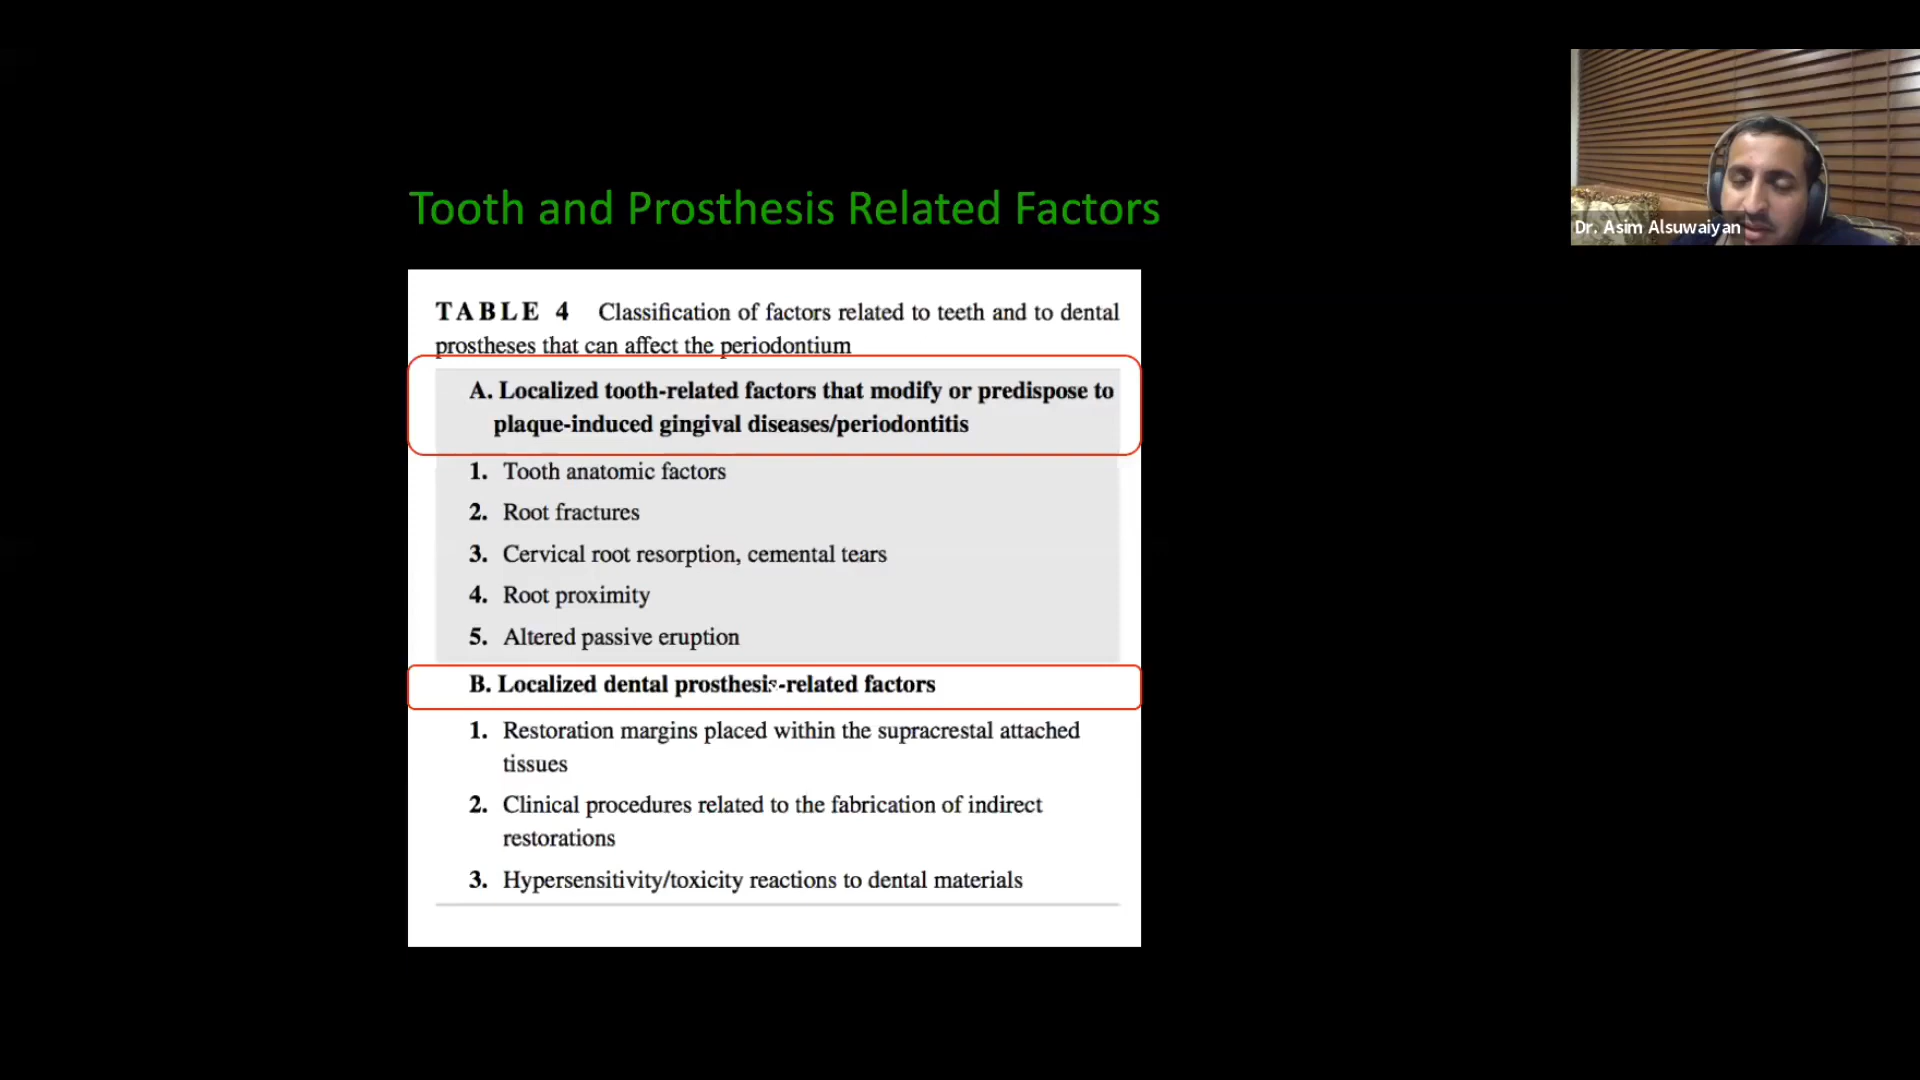 Tooth and Prosthesis Related Factors
Dr. Asim Alsuwaiyan
TABLE 4 Classification of factors related to teeth and to dental
prostheses that can affect the periodontium
A. Localized tooth-related factors that modify or predispose to
plaque-induced gingival diseases/periodontitis
1. Tooth anatomic factors
2. Root fractures
3. Cervical root resorption, cemental tears
4. Root proximity
5. Altered passive eruption
B. Localized dental prosthesis-related factors
1. Restoration margins placed within the supracrestal attached
tissues
2. Clinical procedures related to the fabrication of indirect
restorations
3. Hypersensitivity/toxicity reactions to dental materials